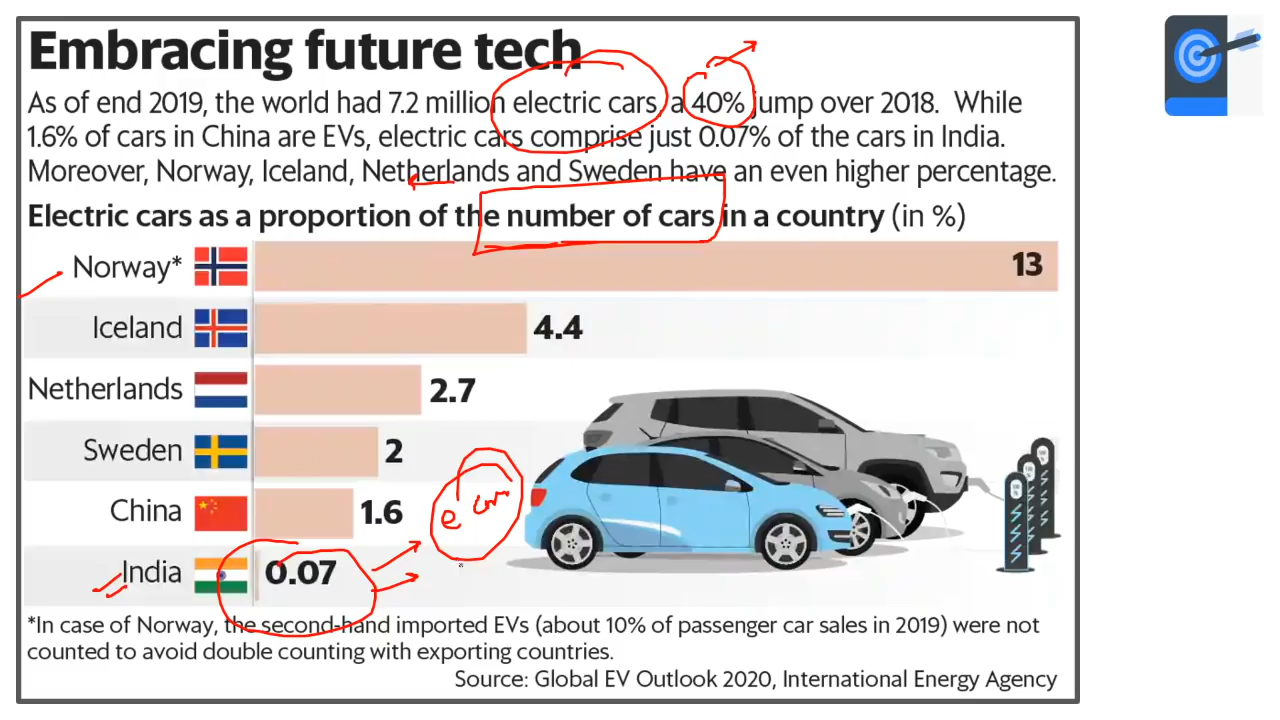 Embracing future tech
As of end 2019, the world had 7.2 million electric cars, a 40% jump over 2018. While
1.6% of cars in China are EVs, electric cars comprise just 0.07% of the cars in India.
Moreover, Norway, Iceland, Netherlands and Sweden have an even higher percentage.
Electric cars as a proportion of the number of cars in a country (in %)
Norway* 13
Iceland 4.4
Netherlands 2.7
Sweden 2
China 1.6
e car
India 0.07
*In case of Norway, the second-hand imported EVs (about 10% of passenger car sales in 2019) were not
counted to avoid double counting with exporting countries.
Source: Global EV Outlook 2020, International Energy Agency